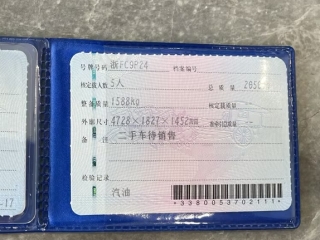 号牌号码 浙FC9P24 档案编号
核定载人数 5人 总质量
整备质量 1588kg 核定载质量 --
外廓尺寸 4728×1827×1452mm 准牵引总质量 --
备注 二手车待销售
检验记录
汽油
*3380053702111*
-17